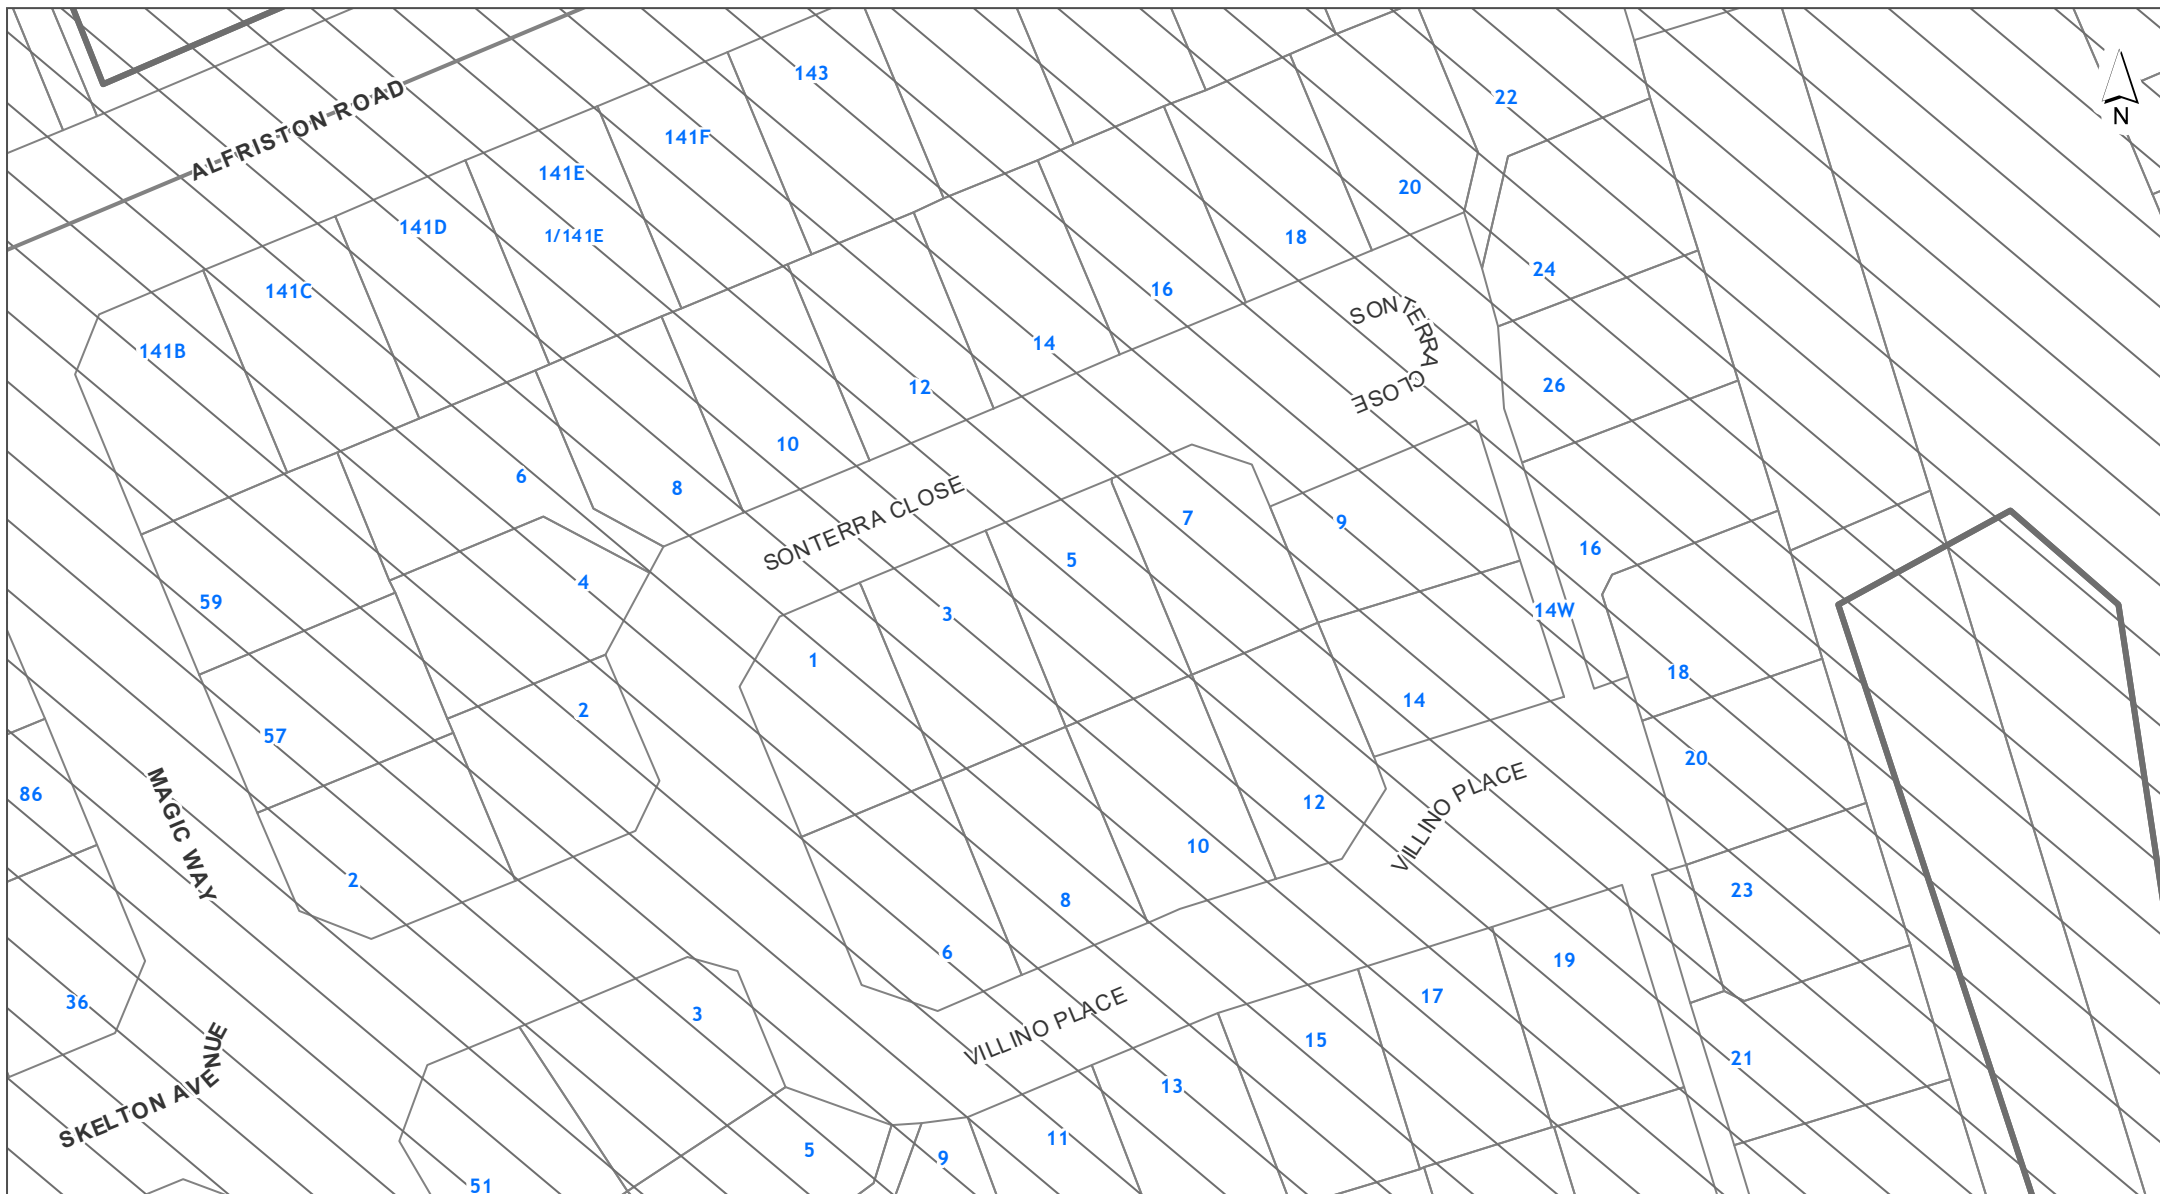 143
22
N
ALFRISTON ROAD
141F
141E
20
141D
1/141E
18
24
141C
16
SONTERRA CLOSE
14
141B
26
12
10
6
8
SONTERRA CLOSE
7
9
16
5
4
59
3
14W
1
18
2
14
57
20
MAGIC WAY
86
VILLINO PLACE
12
10
2
23
8
6
19
17
36
3
VILLINO PLACE
15
21
SKELTON AVENUE
13
11
5
9
51